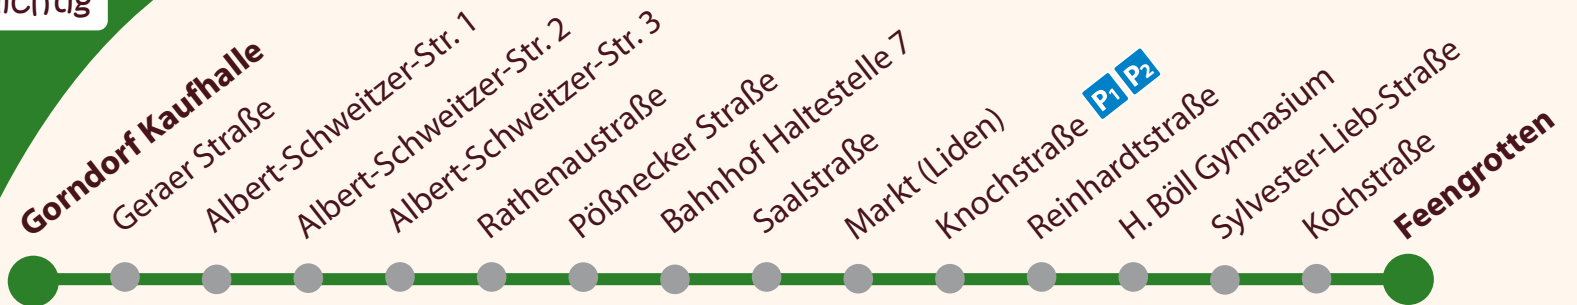 Gorndorf Kaufhalle
Geraer Straße
Albert-Schweitzer-Str. 1
Albert-Schweitzer-Str. 2
Albert-Schweitzer-Str. 3
Rathenaustraße
Pößnecker Straße
Bahnhof Haltestelle 7
Saalstraße
Markt (Liden)
Knochstraße P1 P2
Reinhardtstraße
H. Böll Gymnasium
Sylvester-Lieb-Straße
Kochstraße
Feengrotten